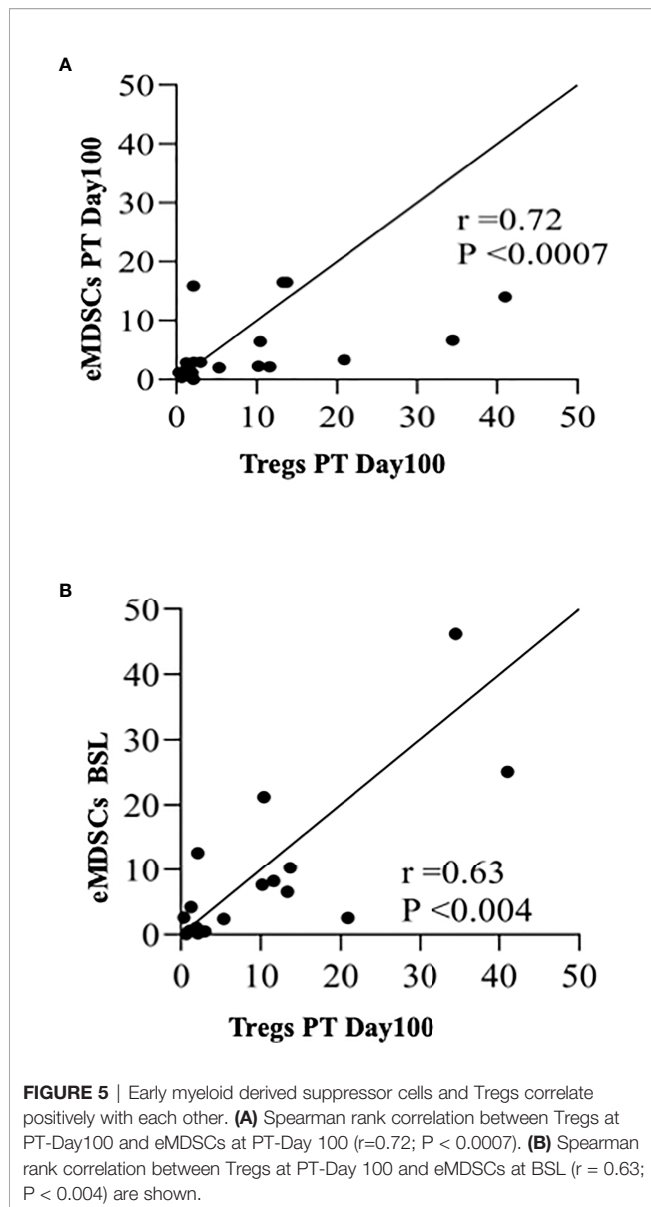 A
50
40
30
20
10
0
eMDSCs PT Day100
r =0.72
P <0.0007
0 10 20 30 40 50
Tregs PT Day100
B
50
40
30
20
10
0
eMDSCs BSL
r =0.63
P <0.004
0 10 20 30 40 50
Tregs PT Day100
FIGURE 5 | Early myeloid derived suppressor cells and Tregs correlate
positively with each other. (A) Spearman rank correlation between Tregs at
PT-Day100 and eMDSCs at PT-Day 100 (r=0.72; P < 0.0007). (B) Spearman
rank correlation between Tregs at PT-Day 100 and eMDSCs at BSL (r = 0.63;
P < 0.004) are shown.